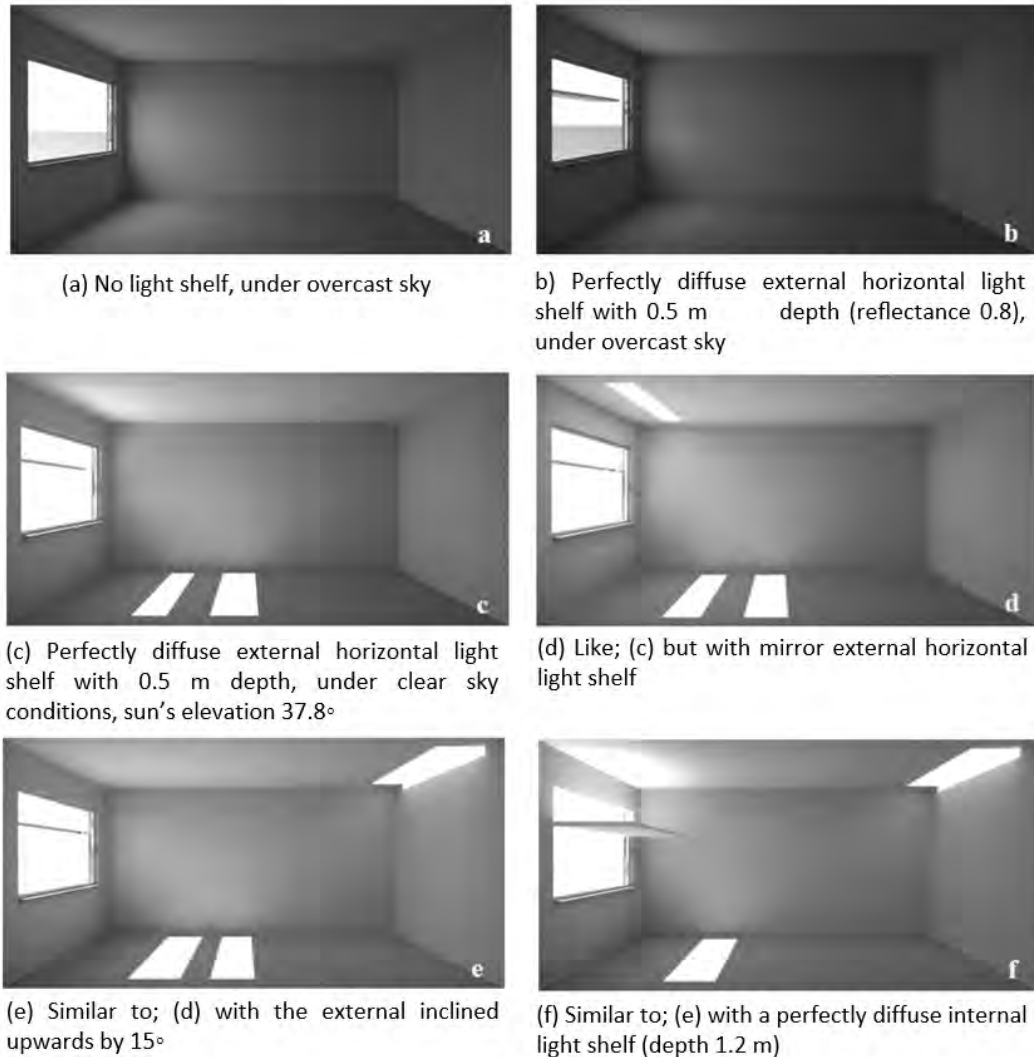 a
b
(a) No light shelf, under overcast sky
b) Perfectly diffuse external horizontal light
shelf with 0.5 m depth (reflectance 0.8),
under overcast sky
c
d
(c) Perfectly diffuse external horizontal light
shelf with 0.5 m depth, under clear sky
conditions, sun's elevation 37.8°
(d) Like; (c) but with mirror external horizontal
light shelf
e
f
(e) Similar to; (d) with the external inclined
upwards by 15°
(f) Similar to; (e) with a perfectly diffuse internal
light shelf (depth 1.2 m)